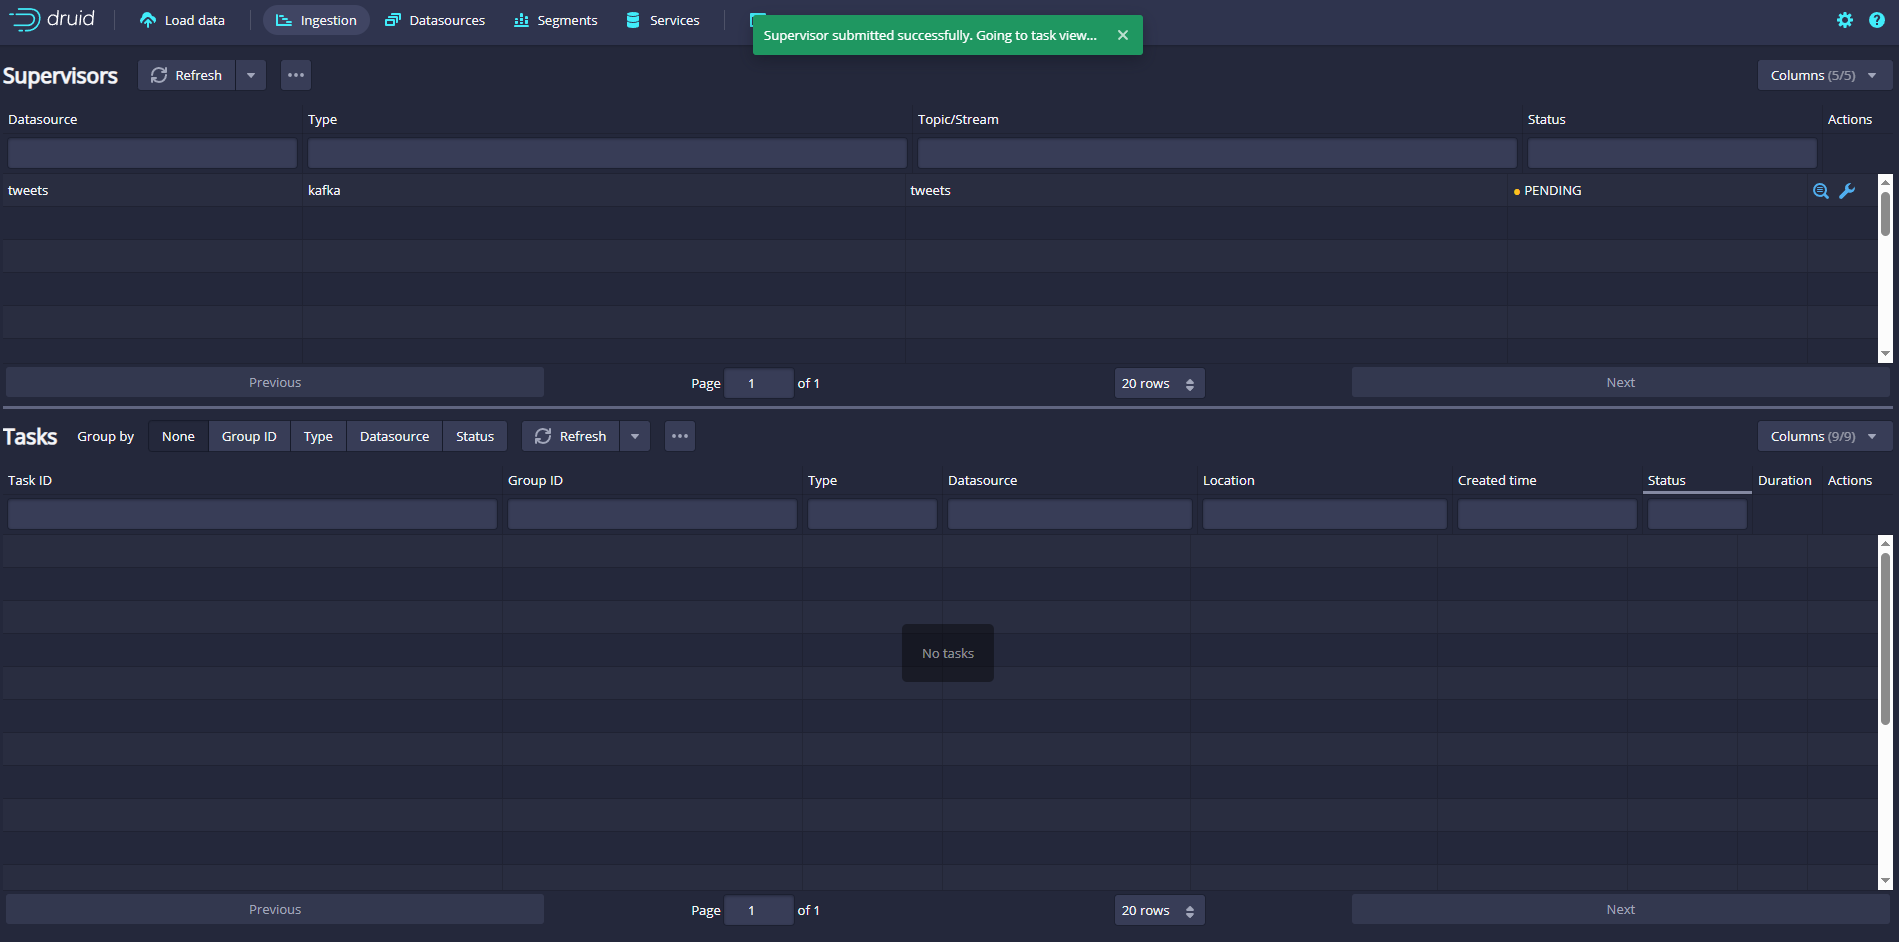 druid Load data Ingestion Datasources Segments Services
Supervisor submitted successfully. Going to task view...
Supervisors Refresh Columns (5/5)
Datasource Type Topic/Stream Status Actions
tweets kafka tweets PENDING
Previous Page 1 of 1 20 rows Next
Tasks Group by None Group ID Type Datasource Status Refresh Columns (9/9)
Task ID Group ID Type Datasource Location Created time Status Duration Actions
No tasks
Previous Page 1 of 1 20 rows Next